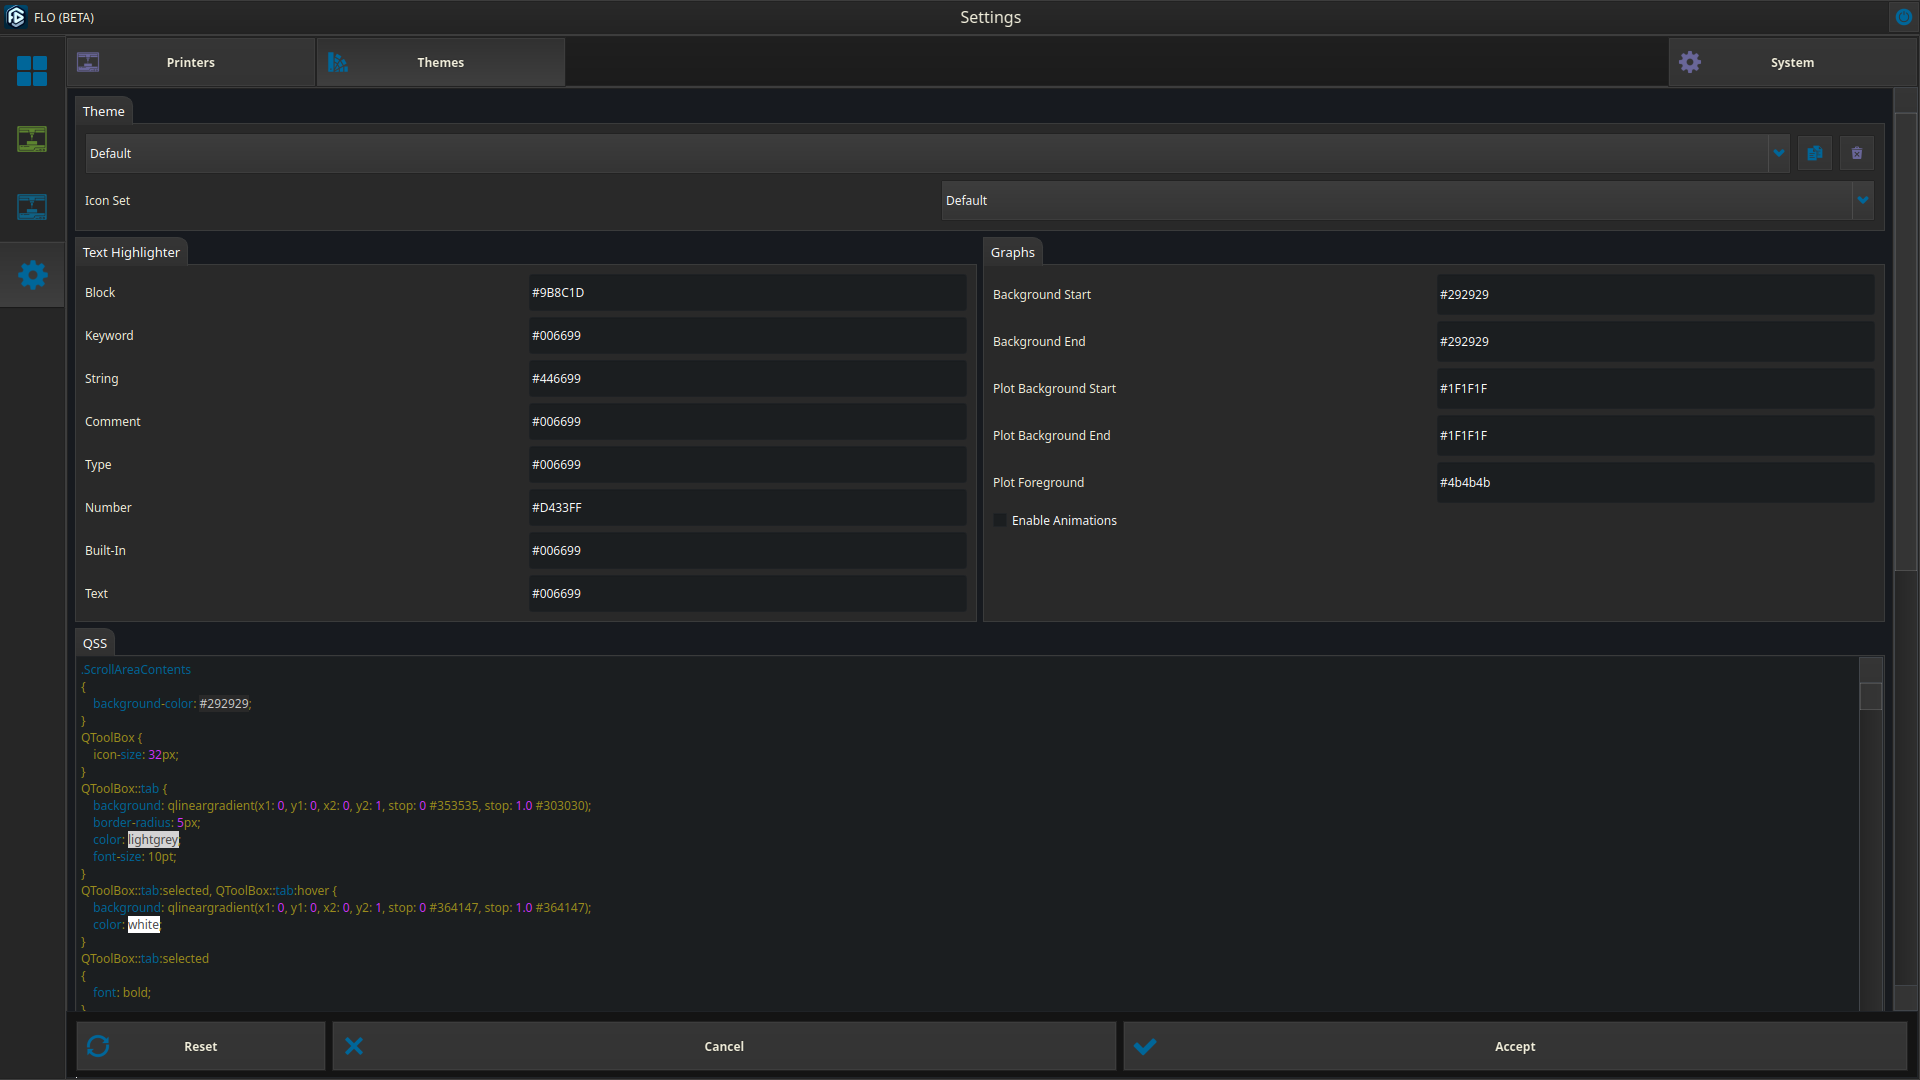 FLO (BETA)
Settings
Printers
Themes
System
Theme
Default
Icon Set
Default
Text Highlighter
Block
#9B8C1D
Keyword
#006699
String
#446699
Comment
#006699
Type
#006699
Number
#D433FF
Built-In
#006699
Text
#006699
Graphs
Background Start
#292929
Background End
#292929
Plot Background Start
#1F1F1F
Plot Background End
#1F1F1F
Plot Foreground
#4b4b4b
Enable Animations
QSS
.ScrollAreaContents
{
background-color: #292929;
}
QToolBox {
icon-size: 32px;
}
QToolBox::tab {
background: qlineargradient(x1: 0, y1: 0, x2: 0, y2: 1, stop: 0 #353535, stop: 1.0 #303030);
border-radius: 5px;
color: lightgrey;
font-size: 10pt;
}
QToolBox::tab:selected, QToolBox::tab:hover {
background: qlineargradient(x1: 0, y1: 0, x2: 0, y2: 1, stop: 0 #364147, stop: 1.0 #364147);
color: white;
}
QToolBox::tab:selected
{
font: bold;
}
Reset
Cancel
Accept